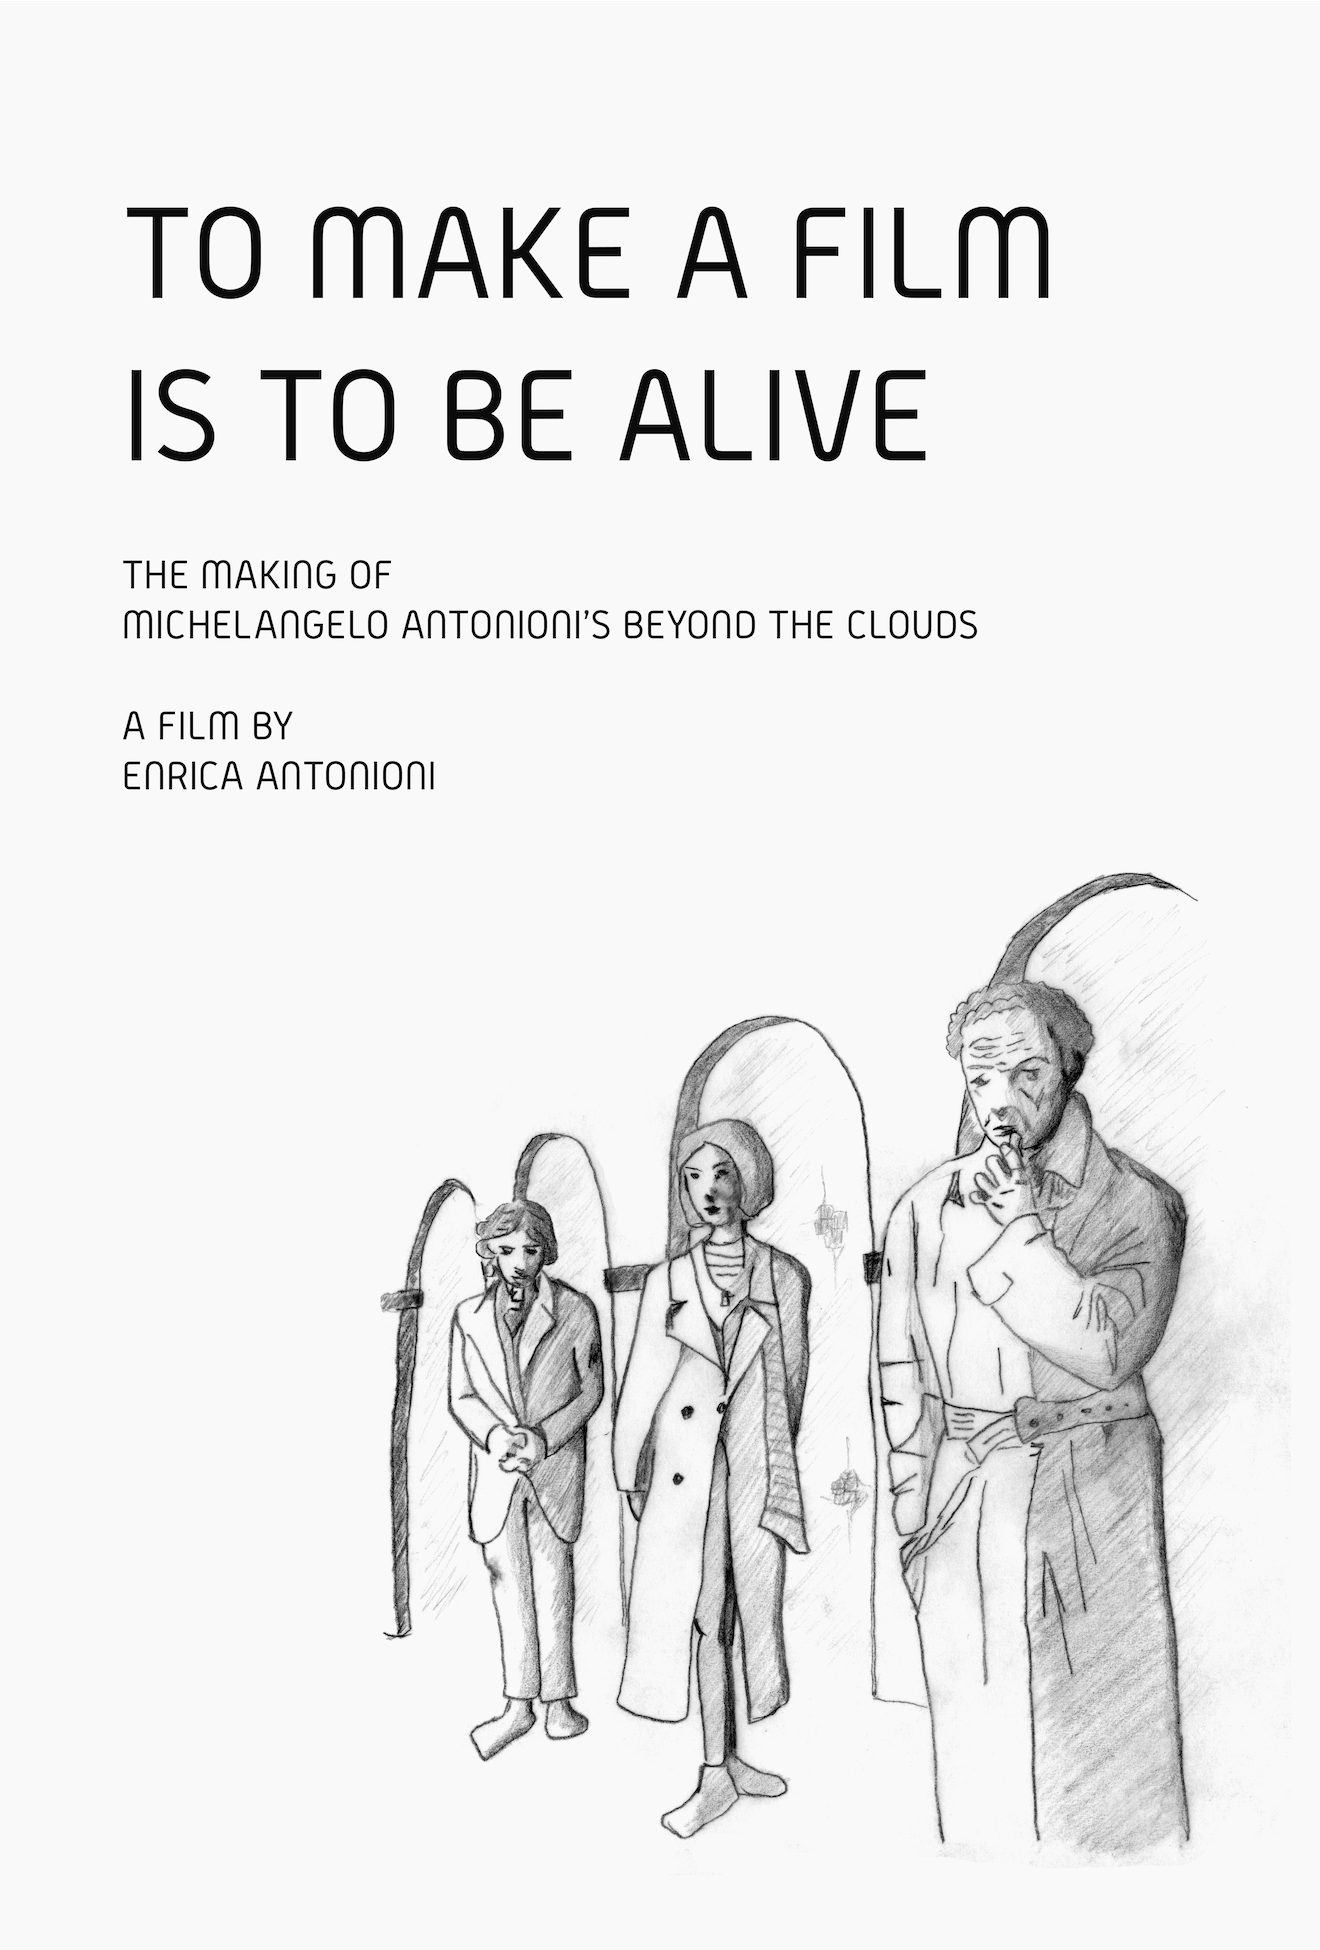 TO MAKE A FILM
IS TO BE ALIVE
THE MAKING OF
MICHELANGELO ANTONIONI'S BEYOND THE CLOUDS
A FILM BY
ENRICA ANTONIONI